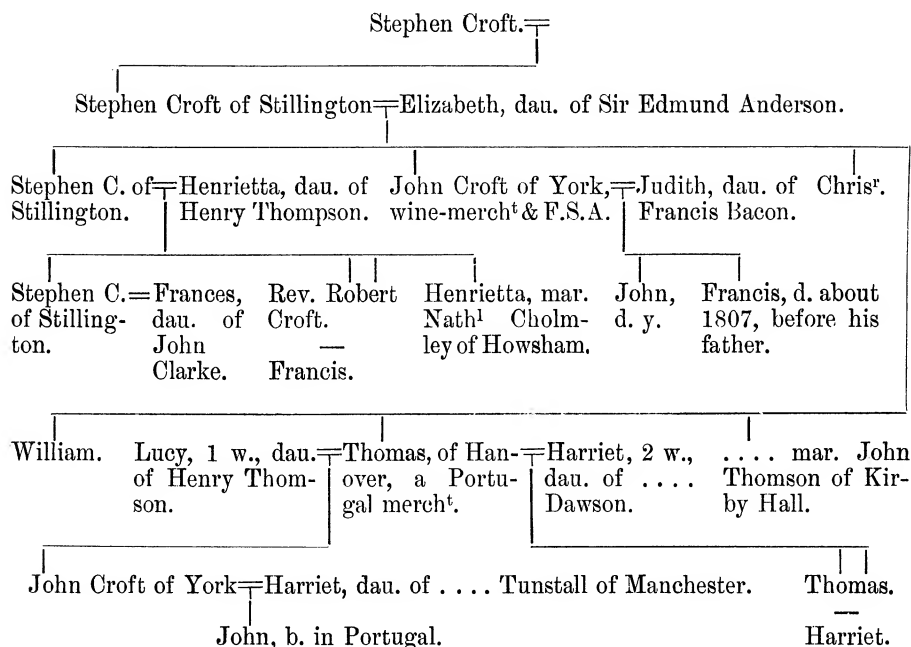 Stephen Croft.
Stephen Croft of Stillington=Elizabeth, dau. of Sir Edmund Anderson.
Stephen C. of
Stillington.
Henrietta, dau. of
Henry Thompson.
John Croft of York,
wine-mercht & F.S.A.
Judith, dau. of
Francis Bacon.
Chrisr.
Stephen C.
of Stilling-
ton.
Frances,
dau. of
John
Clarke.
Rev. Robert
Croft.
—
Francis.
Henrietta, mar.
Nathl Cholm-
ley of Howsham.
John,
d. y.
Francis, d. about
1807, before his
father.
William.
Lucy, 1 w., dau.
of Henry Thom-
son.
Thomas, of Han-
over, a Portu-
gal mercht.
Harriet, 2 w.,
dau. of ....
Dawson.
.... mar. John
Thomson of Kir-
by Hall.
John Croft of York=Harriet, dau. of .... Tunstall of Manchester.
Thomas.
—
Harriet.
John, b. in Portugal.